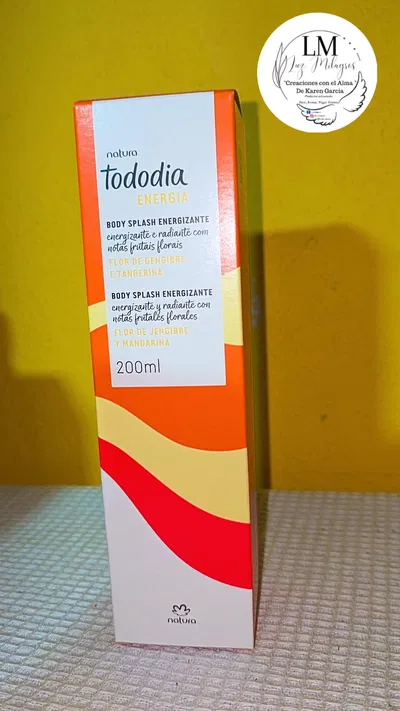 LM
Luz Milagros
"Creaciones con el Alma"
De Karen Garcia
natura
tododia
ENERGIA
BODY SPLASH ENERGIZANTE
energizante e radiante com
notas frutais florais
FLOR DE GENGIBRE
E TANGERINA
BODY SPLASH ENERGIZANTE
energizante y radiante con
notas frutales florales
FLOR DE JENGIBRE
Y MANDARINA
200ml
natura